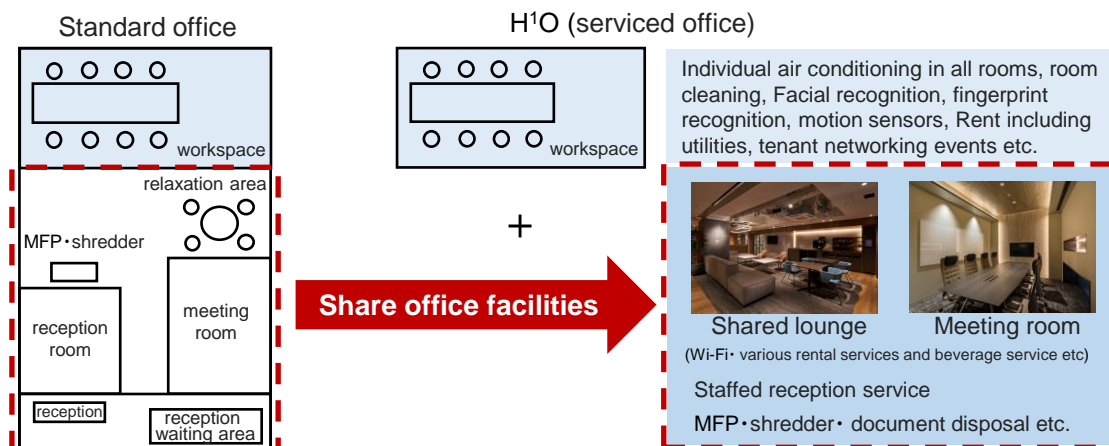 Standard office
H¹O (serviced office)
workspace
relaxation area
MFP・shredder
reception
room
meeting
room
reception
reception
waiting area
workspace
+
Share office facilities
Individual air conditioning in all rooms, room
cleaning, Facial recognition, fingerprint
recognition, motion sensors, Rent including
utilities, tenant networking events etc.
Shared lounge
Meeting room
(Wi-Fi・ various rental services and beverage service etc)
Staffed reception service
MFP・shredder・ document disposal etc.